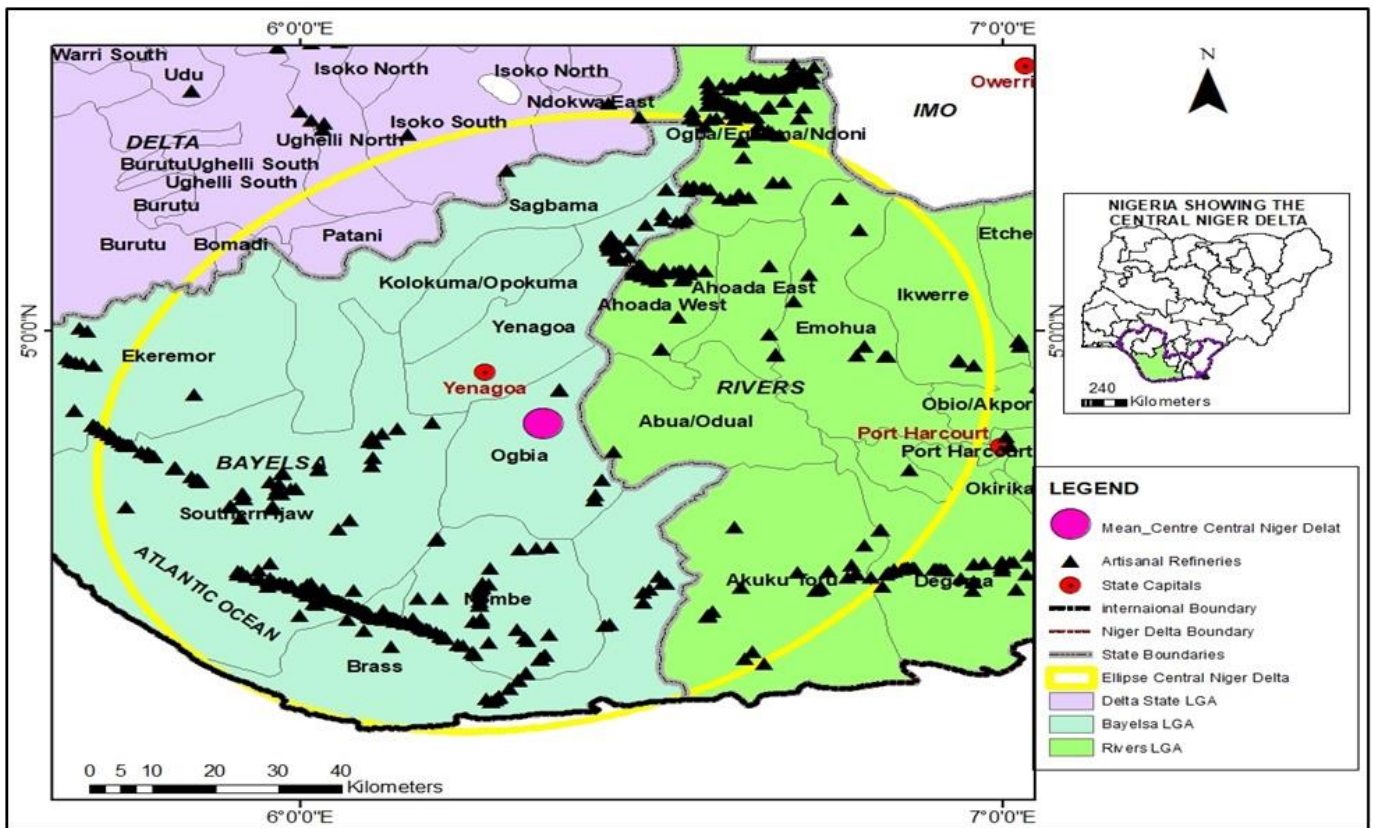 6°0'0"E
7°0'0"E
Warri South
Udu
Isoko North
Isoko North
Ndokwa East
Owerri
IMO
N
DELTA
Isoko South
Ughelli North
Ogba/Egbema/Ndoni
Burutu
Ughelli South
Ughelli South
Burutu
Sagbama
Burutu
Bomadi
Patani
Etche
NIGERIA SHOWING THE
CENTRAL NIGER DELTA
Kolokuma/Opokuma
Ahoada East
Ahoada West
Ikwerre
5°0'0"N
Yenagoa
Emohua
5°0'0"N
Ekeremor
Yenagoa
RIVERS
240
Kilometers
Obio/Akpor
Abua/Odual
Port Harcourt
Port Harcourt
Ogbia
BAYELSA
Okirika
Southern Ijaw
ATLANTIC OCEAN
Akuku Toru
Degema
Nembe
Brass
LEGEND
Mean_Centre Central Niger Delat
Artisanal Refineries
State Capitals
internaional Boundary
Niger Delta Boundary
State Boundaries
Ellipse Central Niger Delta
Delta State LGA
Bayelsa LGA
Rivers LGA
0 5 10 20 30 40
Kilometers
6°0'0"E
7°0'0"E